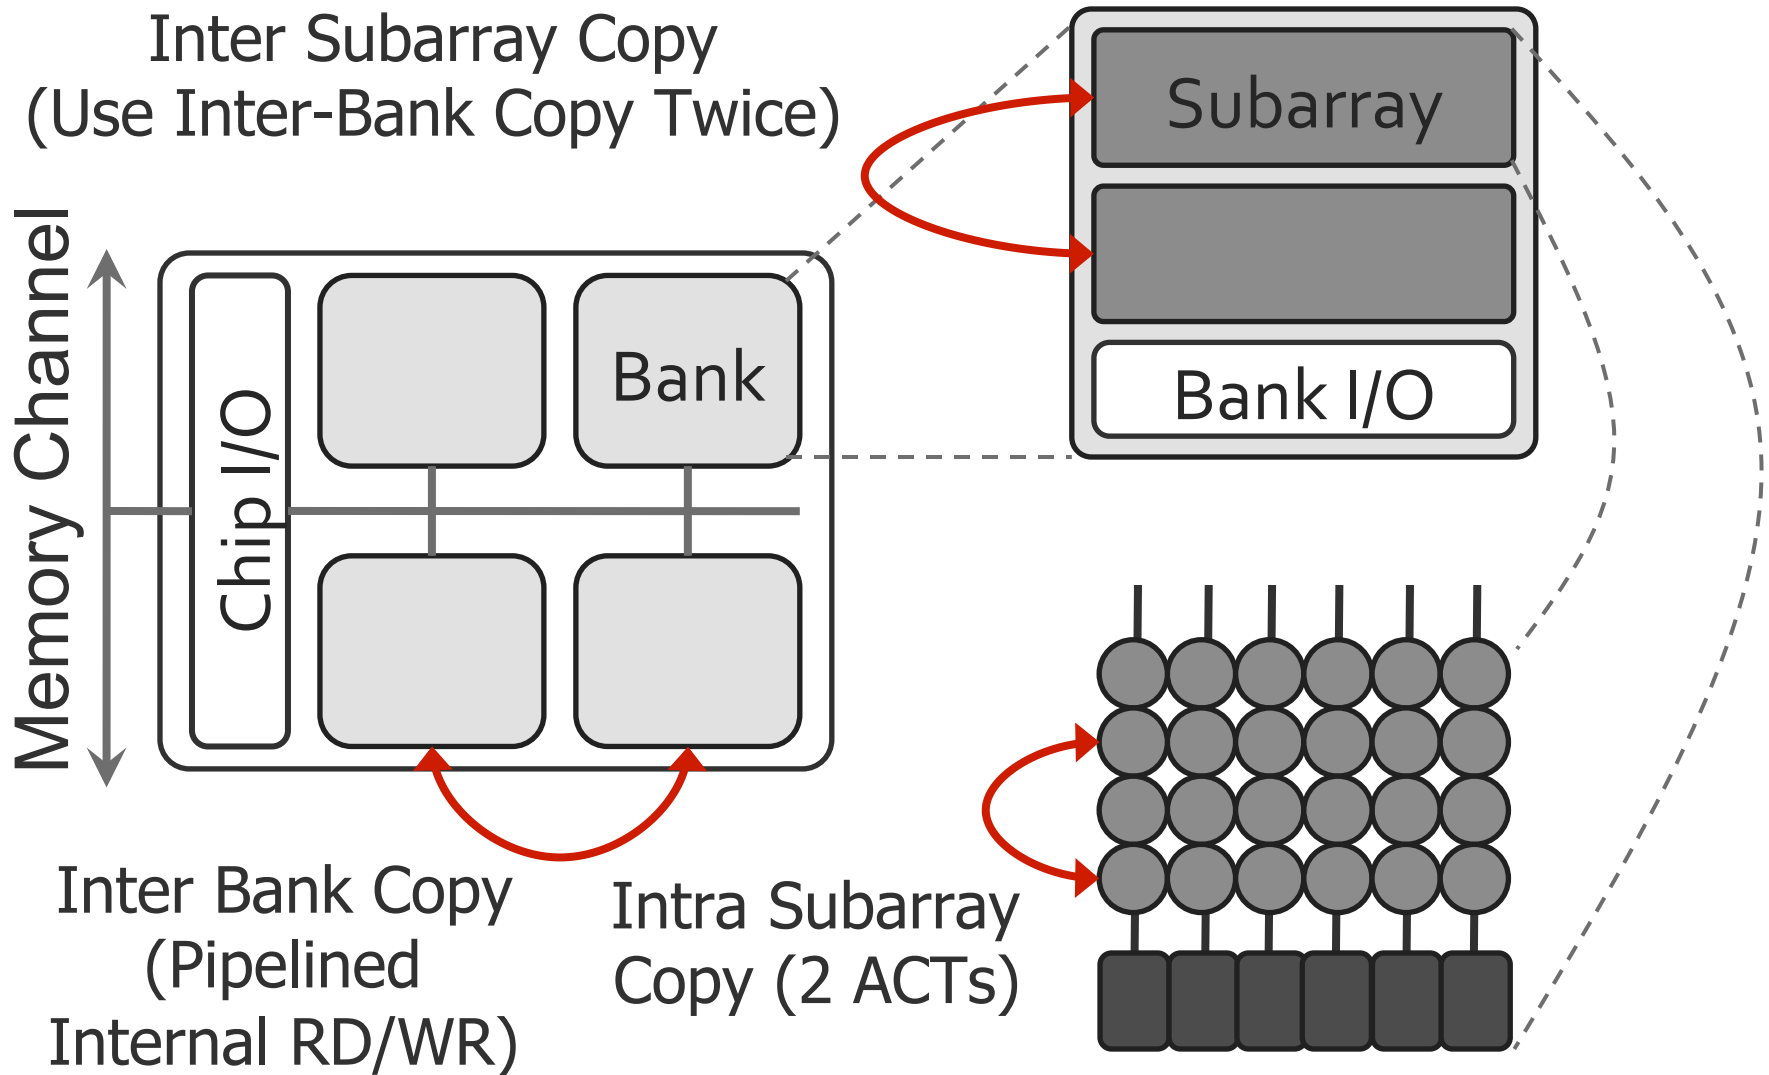 Inter Subarray Copy
(Use Inter-Bank Copy Twice)
Subarray
Bank I/O
Memory Channel
Chip I/O
Bank
Inter Bank Copy
(Pipelined
Internal RD/WR)
Intra Subarray
Copy (2 ACTs)